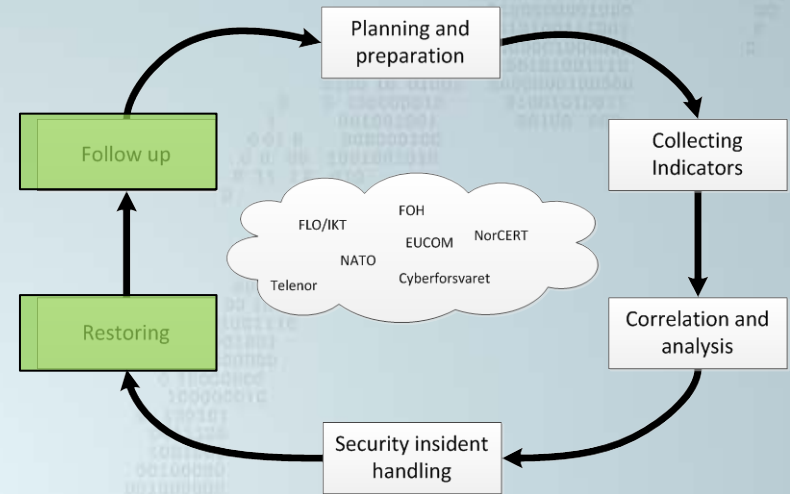 Planning and
preparation
Follow up
Collecting
Indicators
FLO/IKT
FOH
EUCOM
NorCERT
NATO
Telenor
Cyberforsvaret
Restoring
Correlation and
analysis
Security insident
handling